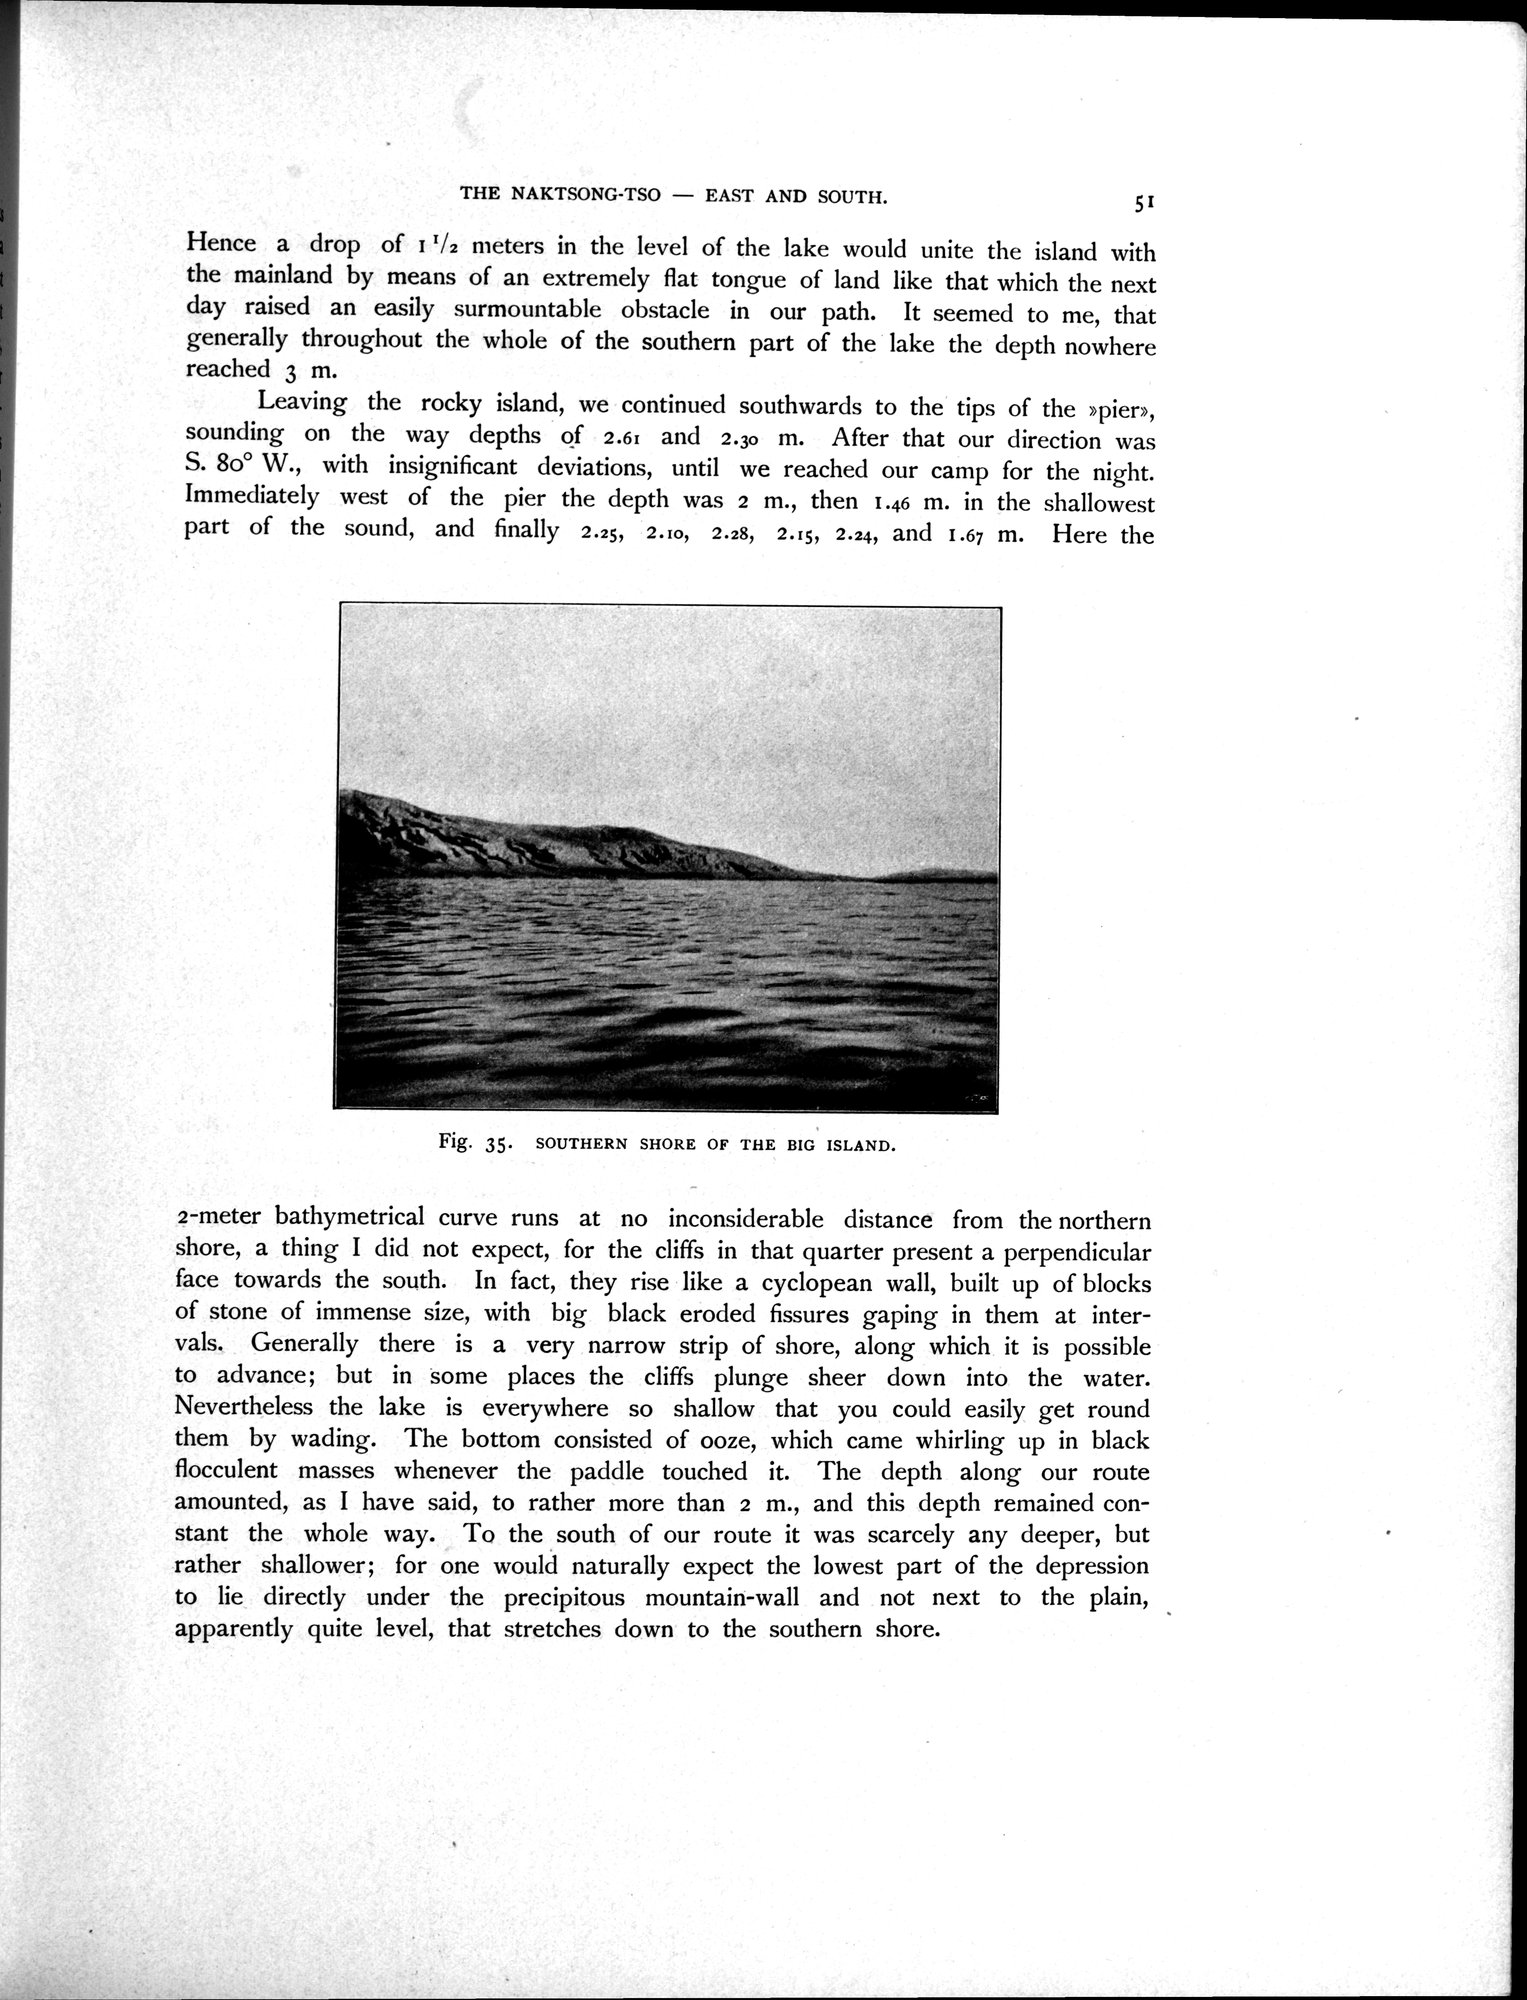 THE NAKTSONG-TSO — EAST AND SOUTH.
51
Hence a drop of 1 1/2 meters in the level of the lake would unite the island with
the mainland by means of an extremely flat tongue of land like that which the next
day raised an easily surmountable obstacle in our path. It seemed to me, that
generally throughout the whole of the southern part of the lake the depth nowhere
reached 3 m.
Leaving the rocky island, we continued southwards to the tips of the »pier»,
sounding on the way depths of 2.61 and 2.30 m. After that our direction was
S. 80° W., with insignificant deviations, until we reached our camp for the night.
Immediately west of the pier the depth was 2 m., then 1.46 m. in the shallowest
part of the sound, and finally 2.25, 2.10, 2.28, 2.15, 2.24, and 1.67 m. Here the
Fig. 35. SOUTHERN SHORE OF THE BIG ISLAND.
2-meter bathymetrical curve runs at no inconsiderable distance from the northern
shore, a thing I did not expect, for the cliffs in that quarter present a perpendicular
face towards the south. In fact, they rise like a cyclopean wall, built up of blocks
of stone of immense size, with big black eroded fissures gaping in them at inter-
vals. Generally there is a very narrow strip of shore, along which it is possible
to advance; but in some places the cliffs plunge sheer down into the water.
Nevertheless the lake is everywhere so shallow that you could easily get round
them by wading. The bottom consisted of ooze, which came whirling up in black
flocculent masses whenever the paddle touched it. The depth along our route
amounted, as I have said, to rather more than 2 m., and this depth remained con-
stant the whole way. To the south of our route it was scarcely any deeper, but
rather shallower; for one would naturally expect the lowest part of the depression
to lie directly under the precipitous mountain-wall and not next to the plain,
apparently quite level, that stretches down to the southern shore.